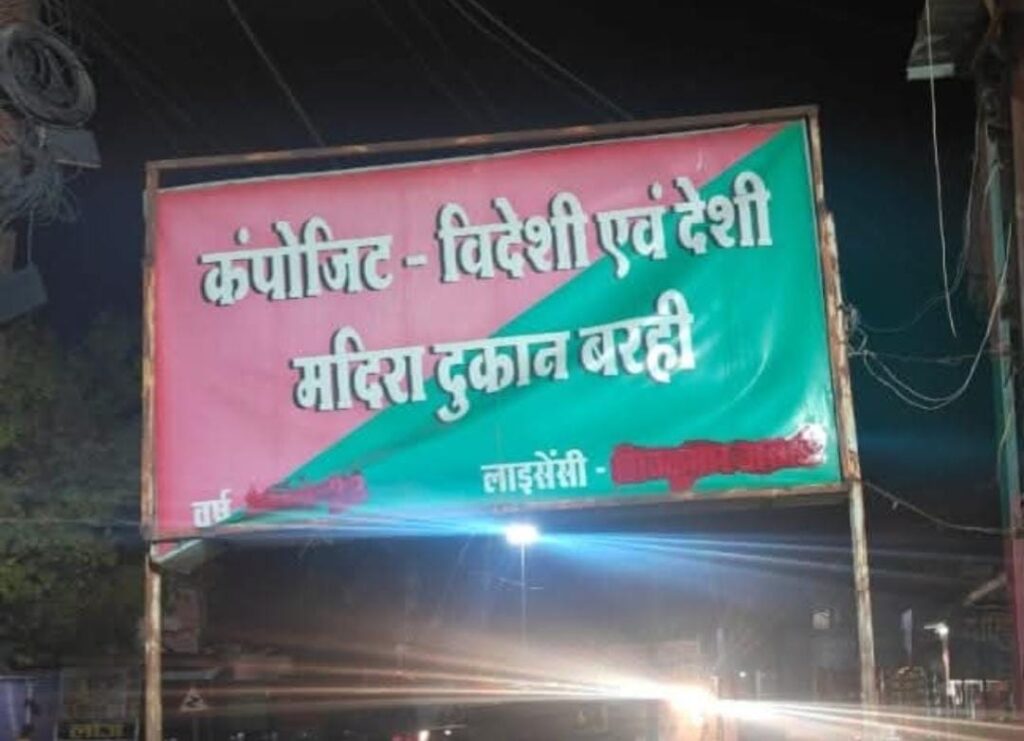 कंपोजिट - विदेशी एवं देशी
मदिरा दुकान बरही
वर्ष
लाइसेंसी -